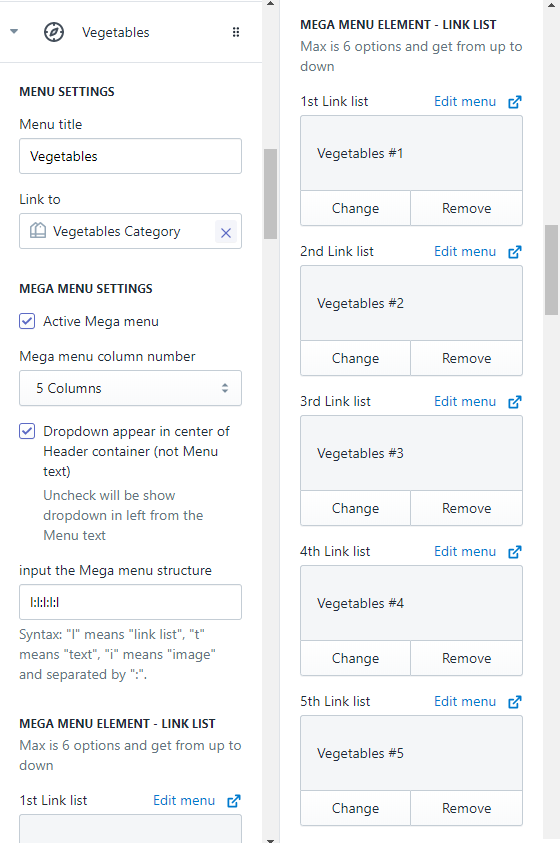 Vegetables
MENU SETTINGS
Menu title
Vegetables
Link to
Vegetables Category
MEGA MENU SETTINGS
Active Mega menu
Mega menu column number
5 Columns
Dropdown appear in center of
Header container (not Menu
text)
Uncheck will be show
dropdown in left from the
Menu text
input the Mega menu structure
l:l:l:l:l
Syntax: "l" means "link list", "t"
means "text", "i" means "image"
and separated by ":".
MEGA MENU ELEMENT - LINK LIST
Max is 6 options and get from up to
down
1st Link list Edit menu
MEGA MENU ELEMENT - LINK LIST
Max is 6 options and get from up to
down
1st Link list Edit menu
Vegetables #1
Change Remove
2nd Link list Edit menu
Vegetables #2
Change Remove
3rd Link list Edit menu
Vegetables #3
Change Remove
4th Link list Edit menu
Vegetables #4
Change Remove
5th Link list Edit menu
Vegetables #5
Change Remove